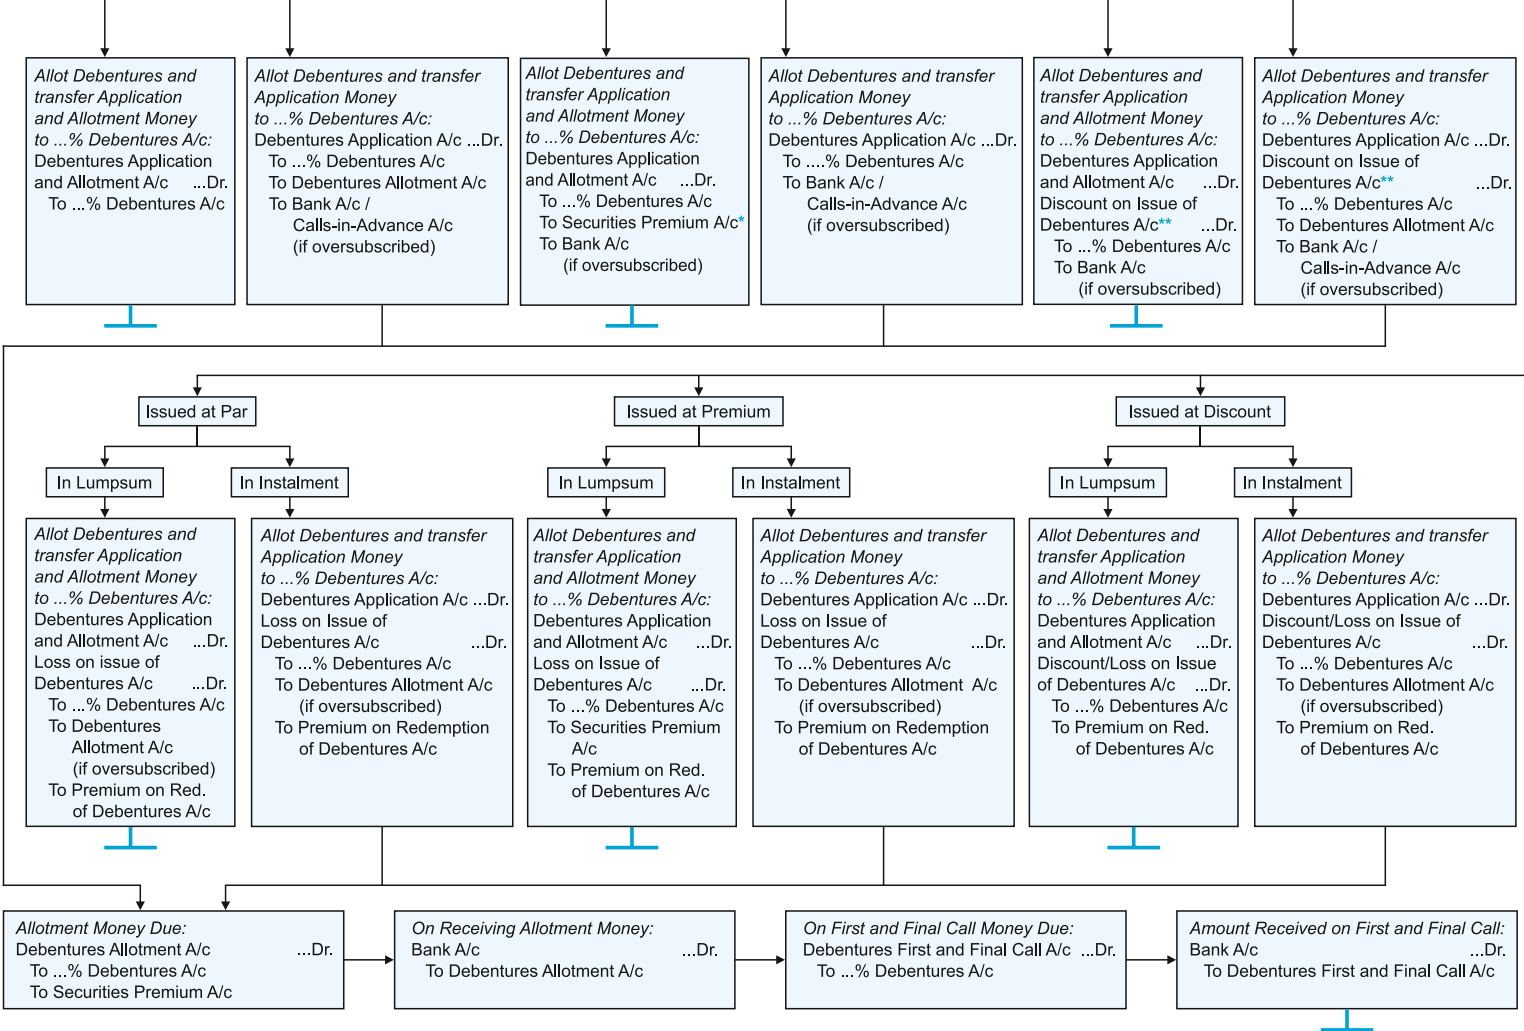 Allot Debentures and
transfer Application
and Allotment Money
to ...% Debentures A/c:
Debentures Application
and Allotment A/c ...Dr.
To ...% Debentures A/c
Allot Debentures and transfer
Application Money
to ...% Debentures A/c:
Debentures Application A/c ...Dr.
To ...% Debentures A/c
To Debentures Allotment A/c
To Bank A/c /
Calls-in-Advance A/c
(if oversubscribed)
Allot Debentures and
transfer Application
and Allotment Money
to ...% Debentures A/c:
Debentures Application
and Allotment A/c ...Dr.
To ...% Debentures A/c
To Securities Premium A/c*
To Bank A/c
(if oversubscribed)
Allot Debentures and transfer
Application Money
to ...% Debentures A/c:
Debentures Application A/c ...Dr.
To ....% Debentures A/c
To Bank A/c /
Calls-in-Advance A/c
(if oversubscribed)
Allot Debentures and
transfer Application
and Allotment Money
to ...% Debentures A/c:
Debentures Application
and Allotment A/c ...Dr.
Discount on Issue of
Debentures A/c** ...Dr.
To ...% Debentures A/c
To Bank A/c
(if oversubscribed)
Allot Debentures and transfer
Application Money
to ...% Debentures A/c:
Debentures Application A/c ...Dr.
Discount on Issue of
Debentures A/c** ...Dr.
To ...% Debentures A/c
To Debentures Allotment A/c
To Bank A/c /
Calls-in-Advance A/c
(if oversubscribed)
Issued at Par
Issued at Premium
Issued at Discount
In Lumpsum
In Instalment
In Lumpsum
In Instalment
In Lumpsum
In Instalment
Allot Debentures and
transfer Application
and Allotment Money
to ...% Debentures A/c:
Debentures Application
and Allotment A/c ...Dr.
Loss on issue of
Debentures A/c ...Dr.
To ...% Debentures A/c
To Debentures
Allotment A/c
(if oversubscribed)
To Premium on Red.
of Debentures A/c
Allot Debentures and transfer
Application Money
to ...% Debentures A/c:
Debentures Application A/c ...Dr.
Loss on Issue of
Debentures A/c ...Dr.
To ...% Debentures A/c
To Debentures Allotment A/c
(if oversubscribed)
To Premium on Redemption
of Debentures A/c
Allot Debentures and
transfer Application
and Allotment Money
to ...% Debentures A/c:
Debentures Application
and Allotment A/c ...Dr.
Loss on Issue of
Debentures A/c ...Dr.
To ...% Debentures A/c
To Securities Premium
A/c
To Premium on Red.
of Debentures A/c
Allot Debentures and transfer
Application Money
to ...% Debentures A/c:
Debentures Application A/c ...Dr.
Loss on Issue of
Debentures A/c ...Dr.
To ...% Debentures A/c
To Debentures Allotment A/c
(if oversubscribed)
To Premium on Redemption
of Debentures A/c
Allot Debentures and
transfer Application
and Allotment Money
to ...% Debentures A/c:
Debentures Application
and Allotment A/c ...Dr.
Discount/Loss on Issue
of Debentures A/c ...Dr.
To ...% Debentures A/c
To Premium on Red.
of Debentures A/c
Allot Debentures and transfer
Application Money
to ...% Debentures A/c:
Debentures Application A/c ...Dr.
Discount/Loss on Issue of
Debentures A/c ...Dr.
To ...% Debentures A/c
To Debentures Allotment A/c
(if oversubscribed)
To Premium on Red.
of Debentures A/c
Allotment Money Due:
Debentures Allotment A/c ...Dr.
To ...% Debentures A/c
To Securities Premium A/c
On Receiving Allotment Money:
Bank A/c ...Dr.
To Debentures Allotment A/c
On First and Final Call Money Due:
Debentures First and Final Call A/c ...Dr.
To ...% Debentures A/c
Amount Received on First and Final Call:
Bank A/c ...Dr.
To Debentures First and Final Call A/c